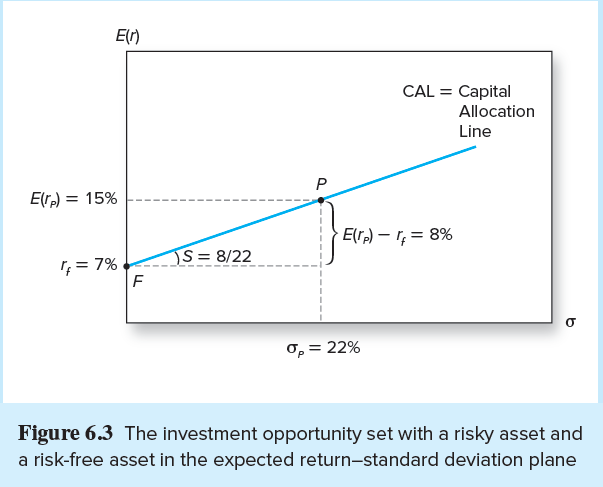 E(r)
CAL = Capital
Allocation
Line
P
E(rₚ) = 15%
E(rₚ) – r𝑓 = 8%
S = 8/22
r𝑓 = 7%
F
σ
σₚ = 22%
Figure 6.3 The investment opportunity set with a risky asset and
a risk-free asset in the expected return–standard deviation plane